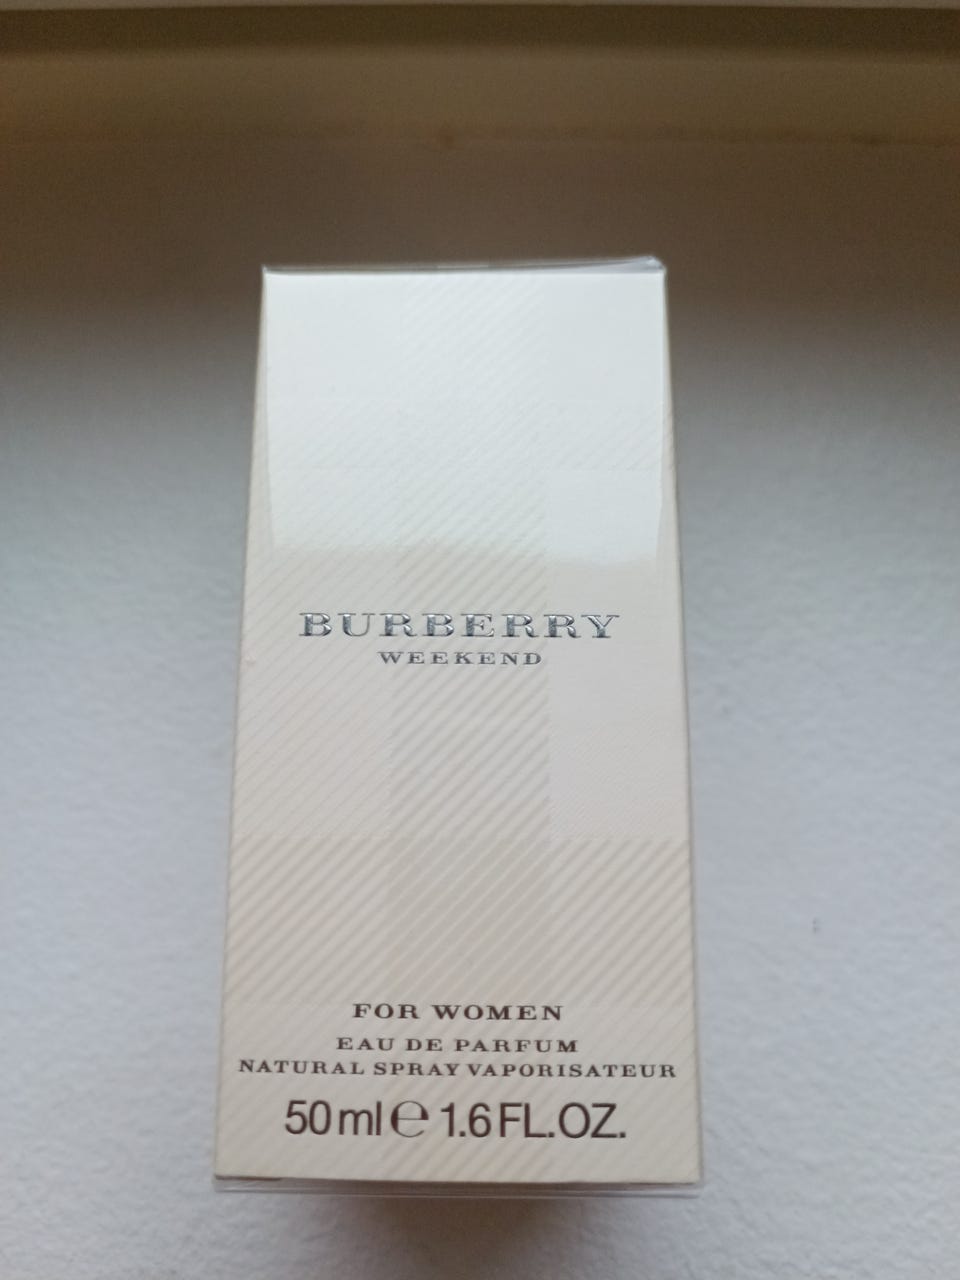 BURBERRY
WEEKEND
FOR WOMEN
EAU DE PARFUM
NATURAL SPRAY VAPORISATEUR
50 ml ℮ 1.6 FL.OZ.